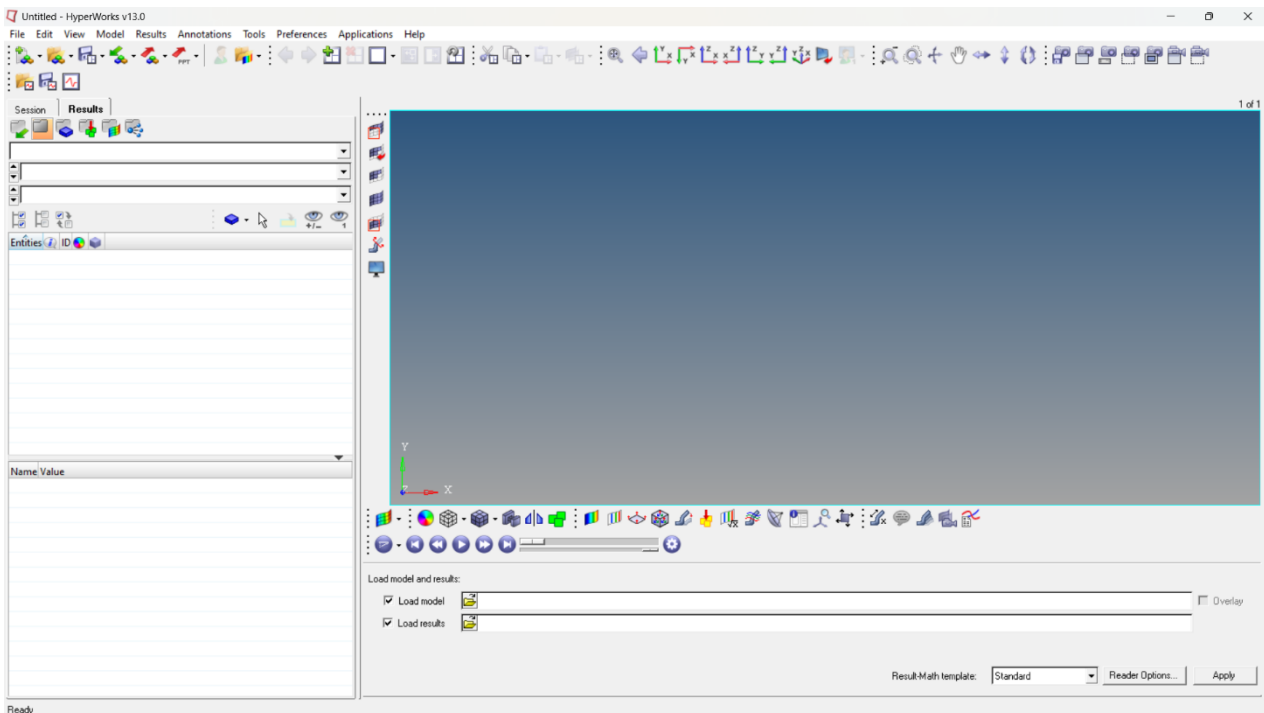 Untitled - HyperWorks v13.0
File Edit View Model Results Annotations Tools Preferences Applications Help
Session Results
1 of 1
Entities ID
Name Value
Y
Z X
Load model and results:
Load model Overlay
Load results
Result-Math template: Standard Reader Options... Apply
Ready